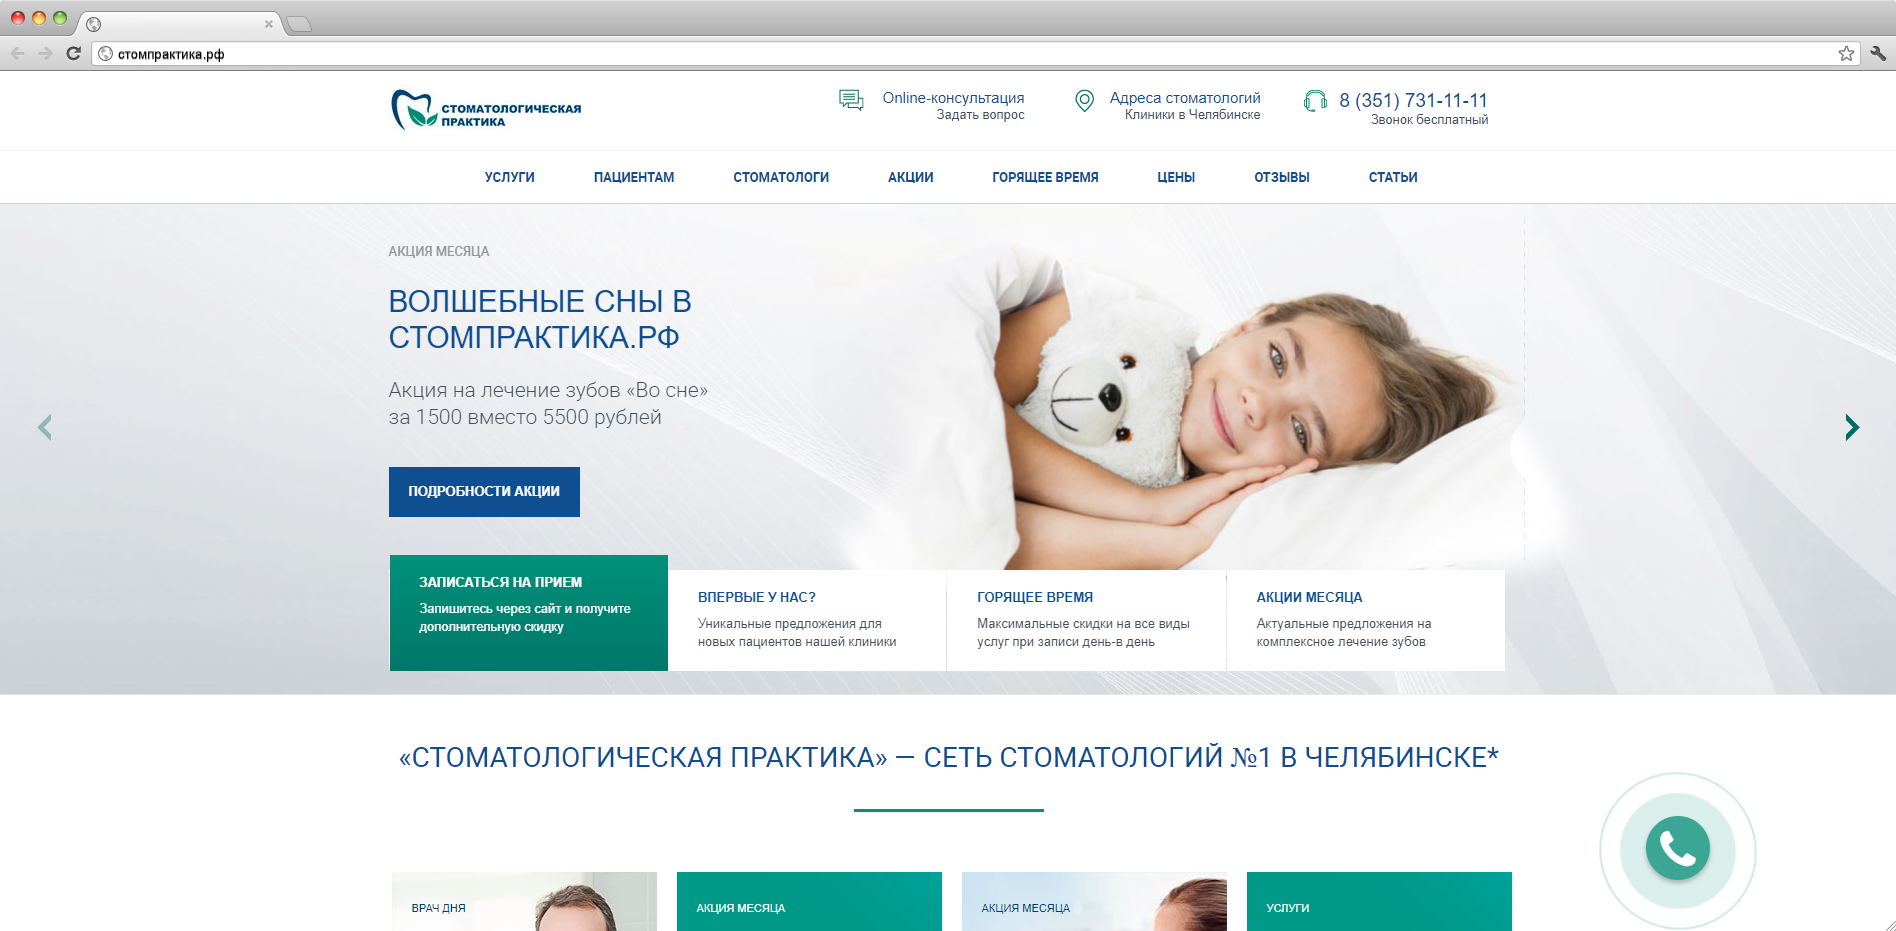 стомпрактика.рф
СТОМАТОЛОГИЧЕСКАЯ
ПРАКТИКА
Online-консультация
Задать вопрос
Адреса стоматологий
Клиники в Челябинске
8 (351) 731-11-11
Звонок бесплатный
УСЛУГИ ПАЦИЕНТАМ СТОМАТОЛОГИ АКЦИИ ГОРЯЩЕЕ ВРЕМЯ ЦЕНЫ ОТЗЫВЫ СТАТЬИ
АКЦИЯ МЕСЯЦА
ВОЛШЕБНЫЕ СНЫ В
СТОМПРАКТИКА.РФ
Акция на лечение зубов «Во сне»
за 1500 вместо 5500 рублей
ПОДРОБНОСТИ АКЦИИ
ЗАПИСАТЬСЯ НА ПРИЕМ
Запишитесь через сайт и получите
дополнительную скидку
ВПЕРВЫЕ У НАС?
Уникальные предложения для
новых пациентов нашей клиники
ГОРЯЩЕЕ ВРЕМЯ
Максимальные скидки на все виды
услуг при записи день-в день
АКЦИИ МЕСЯЦА
Актуальные предложения на
комплексное лечение зубов
«СТОМАТОЛОГИЧЕСКАЯ ПРАКТИКА» — СЕТЬ СТОМАТОЛОГИЙ №1 В ЧЕЛЯБИНСКЕ*
ВРАЧ ДНЯ
АКЦИЯ МЕСЯЦА
АКЦИЯ МЕСЯЦА
УСЛУГИ